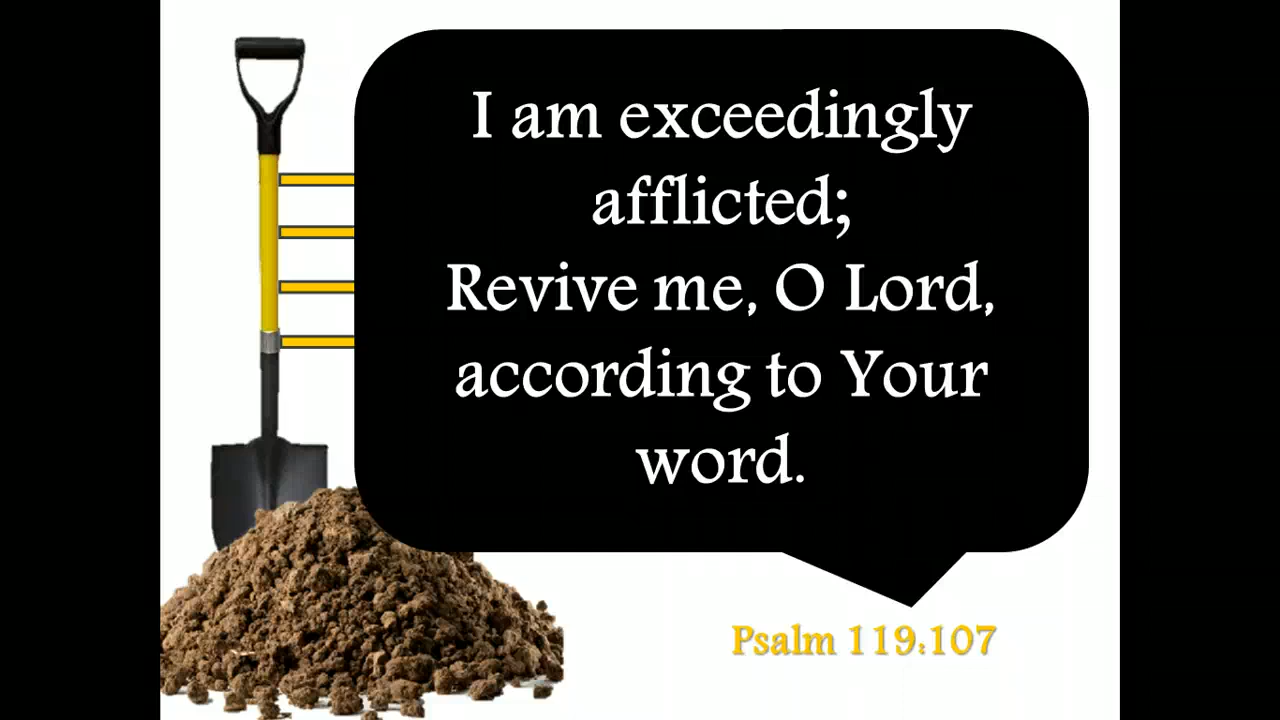 I am exceedingly
afflicted;
Revive me, O Lord,
according to Your
word.
Psalm 119:107